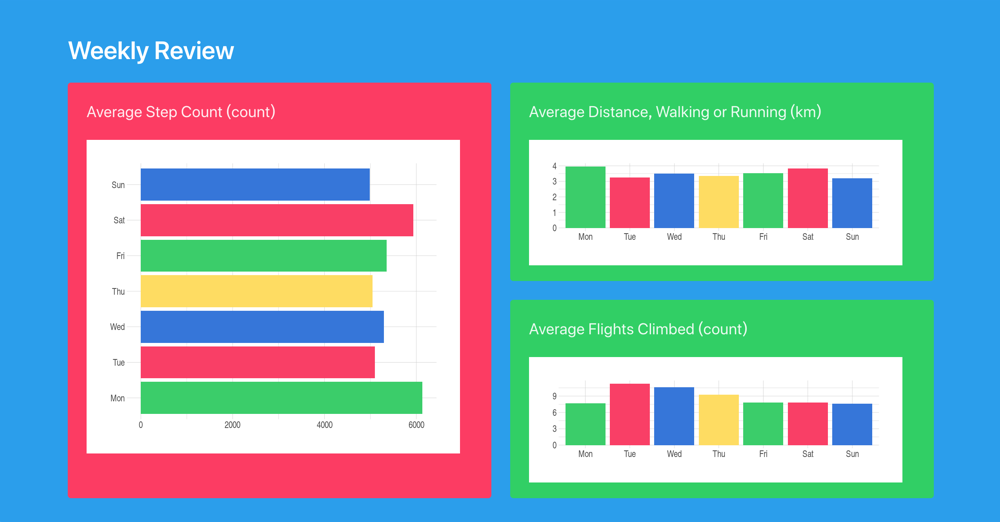 Weekly Review
Average Step Count (count)
Sun
Sat
Fri
Thu
Wed
Tue
Mon
0 2000 4000 6000
Average Distance, Walking or Running (km)
4
3
2
1
0
Mon Tue Wed Thu Fri Sat Sun
Average Flights Climbed (count)
9
6
3
0
Mon Tue Wed Thu Fri Sat Sun